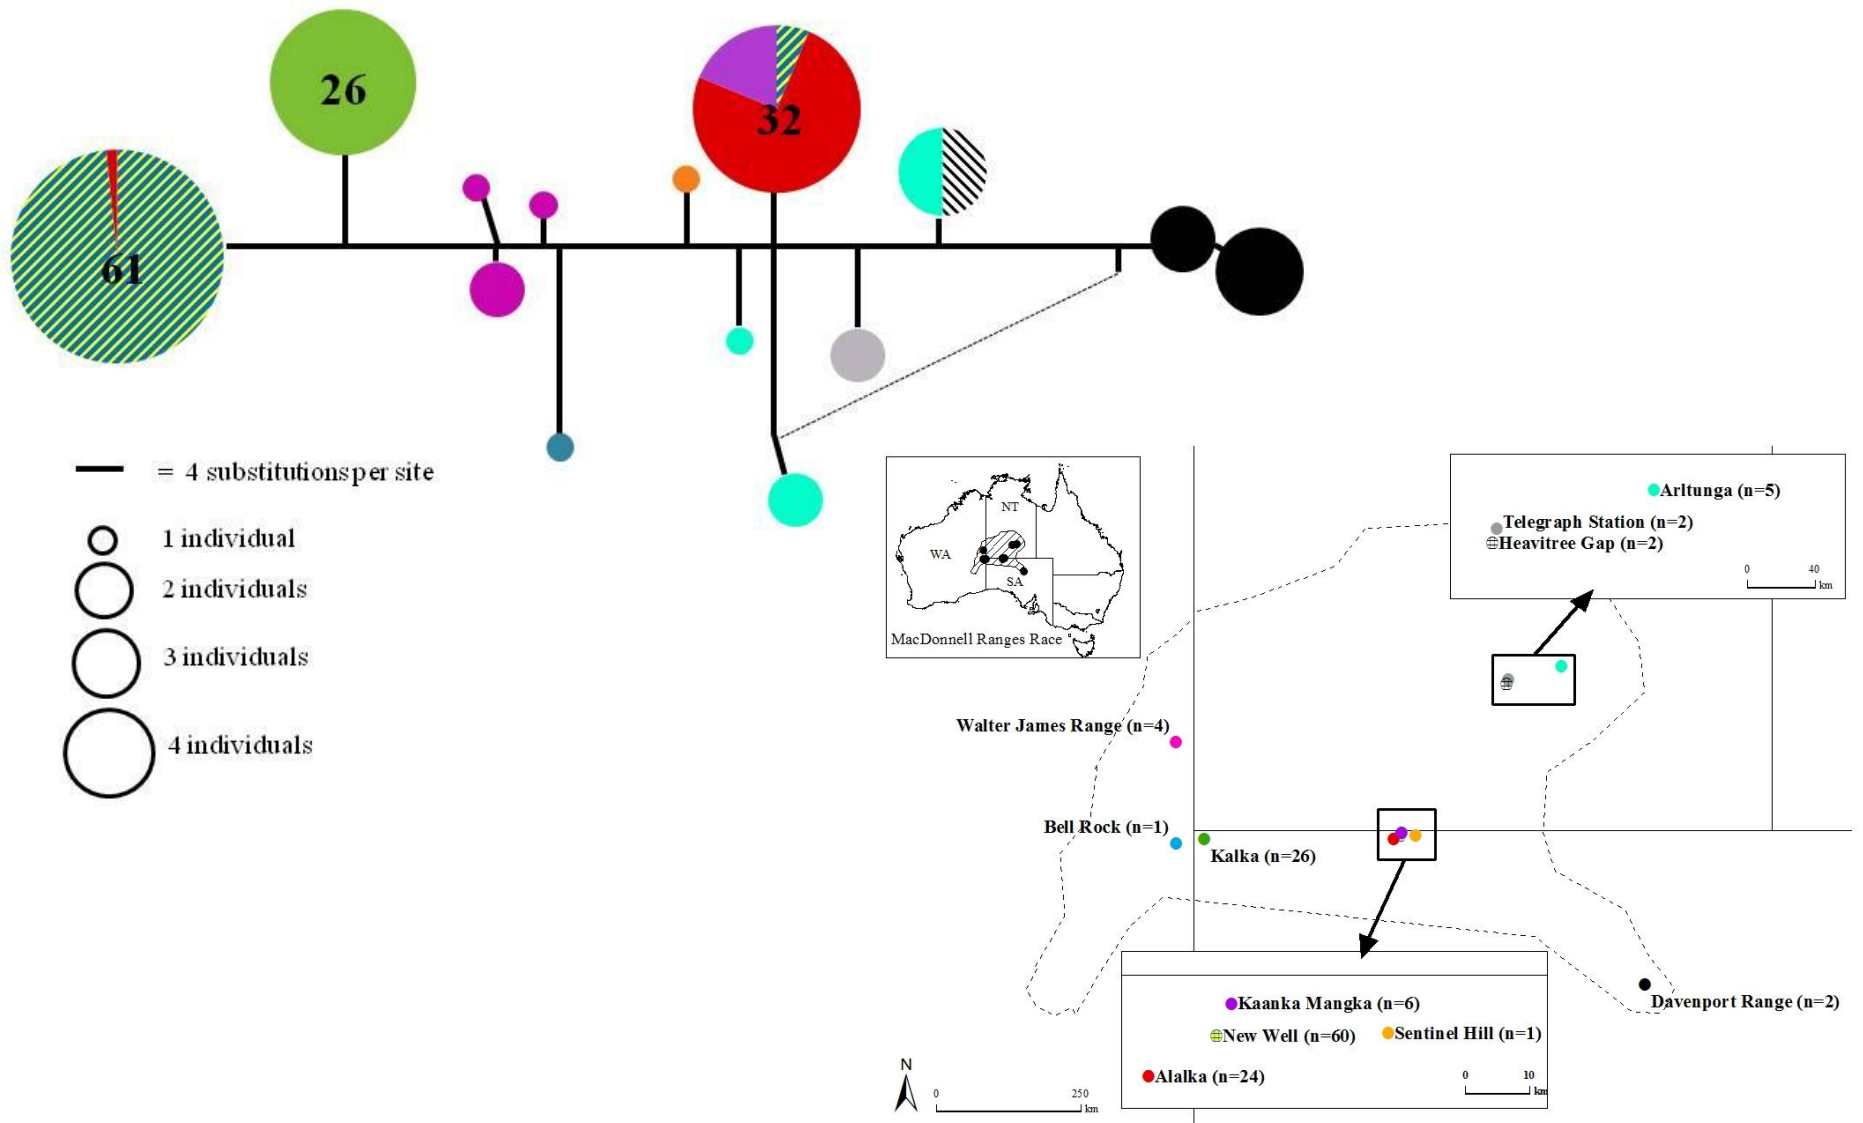 26
32
61
= 4 substitutions per site
1 individual
2 individuals
3 individuals
4 individuals
NT
WA
SA
MacDonnell Ranges Race
Arltunga (n=5)
Telegraph Station (n=2)
Heavitree Gap (n=2)
0 40
km
Walter James Range (n=4)
Bell Rock (n=1)
Kalka (n=26)
Davenport Range (n=2)
Kaanka Mangka (n=6)
New Well (n=60)
Sentinel Hill (n=1)
Alalka (n=24)
0 10
km
N
0 250
km